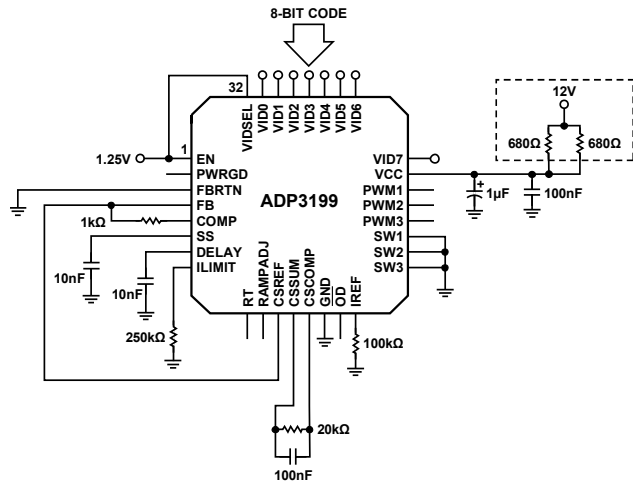 8-BIT CODE
32
VIDSEL
VID0
VID1
VID2
VID3
VID4
VID5
VID6
12V
680Ω
680Ω
1
1.25V
EN
PWRGD
FBRTN
FB
COMP
SS
DELAY
ILIMIT
ADP3199
VID7
VCC
PWM1
PWM2
PWM3
SW1
SW2
SW3
+
1µF
100nF
1kΩ
10nF
10nF
250kΩ
RT
RAMPADJ
CSREF
CSSUM
CSCOMP
GND
OD
IREF
100kΩ
20kΩ
100nF